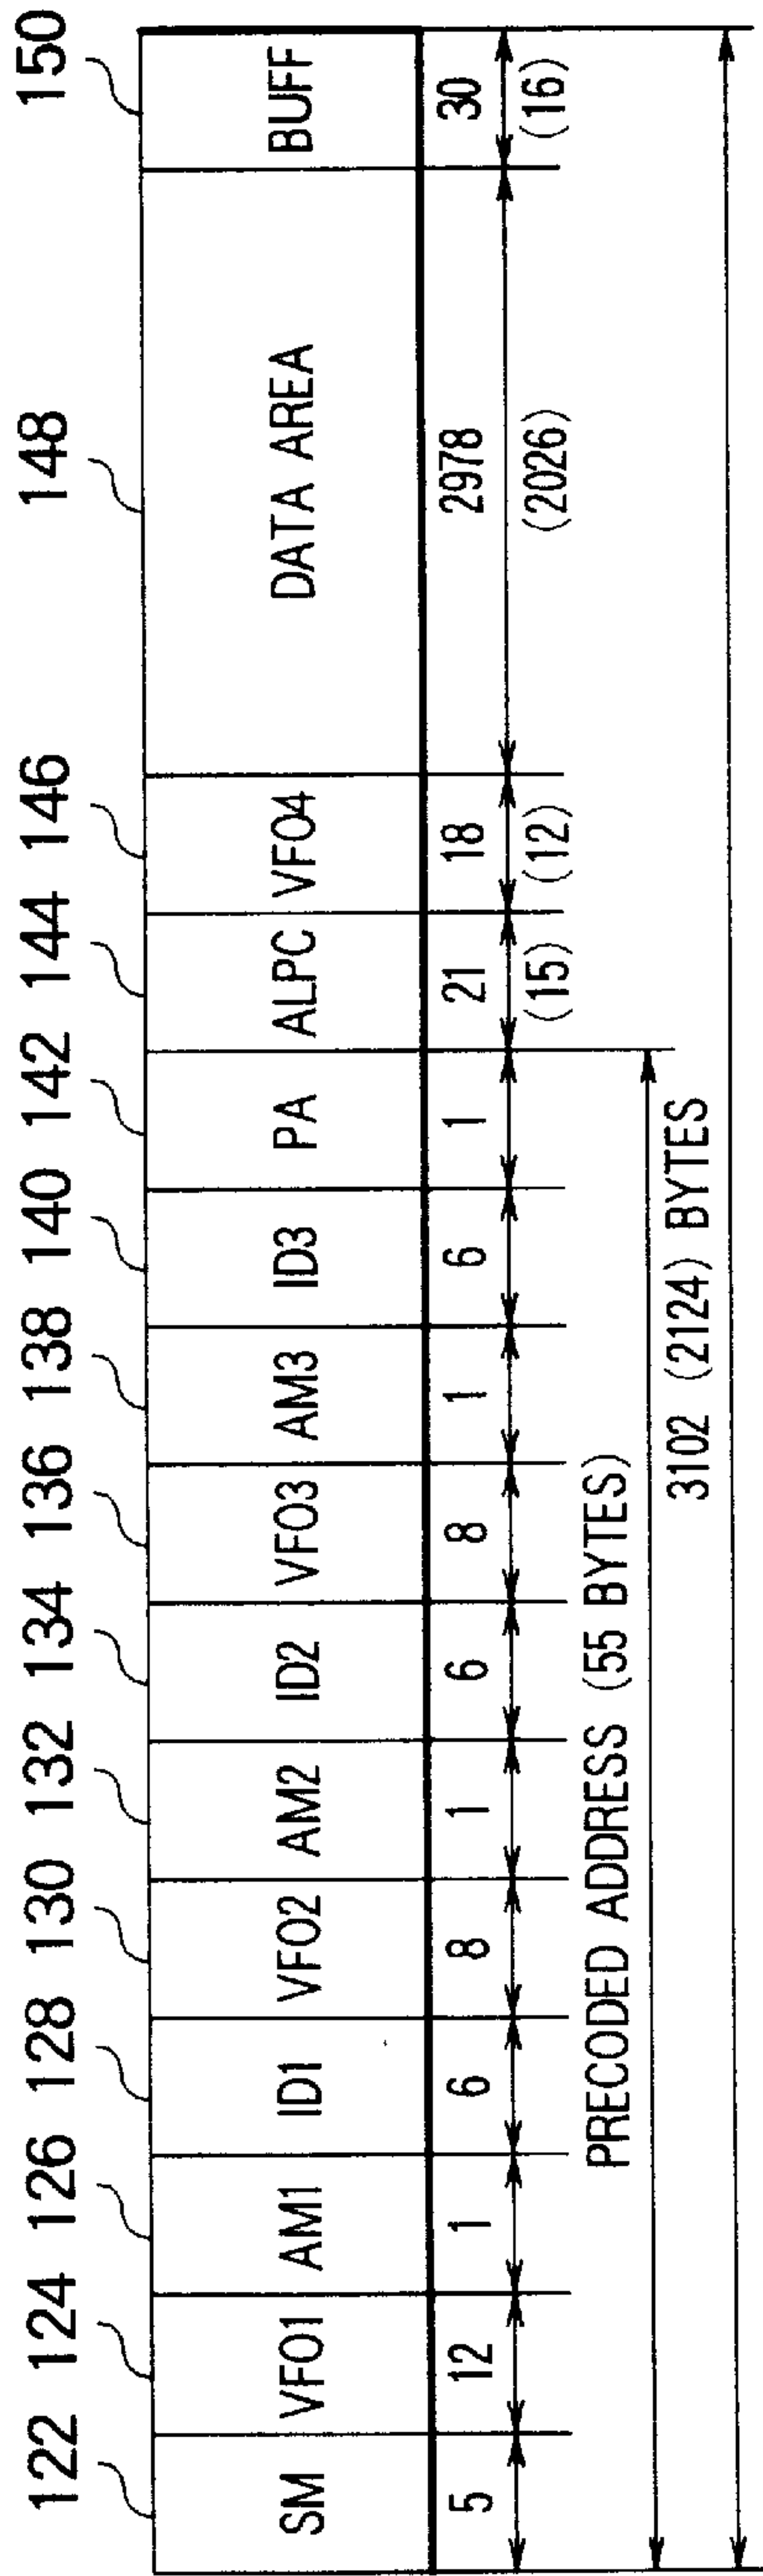 122 124 126 128 130 132 134 136 138 140 142 144 146 148 150
SM VFO1 AM1 ID1 VFO2 AM2 ID2 VFO3 AM3 ID3 PA ALPC VFO4 DATA AREA BUFF
5 12 1 6 8 1 6 8 1 6 1 21 18 2978 30
(15) (12) (2026) (16)
PRECODED ADDRESS (55 BYTES)
3102 (2124) BYTES